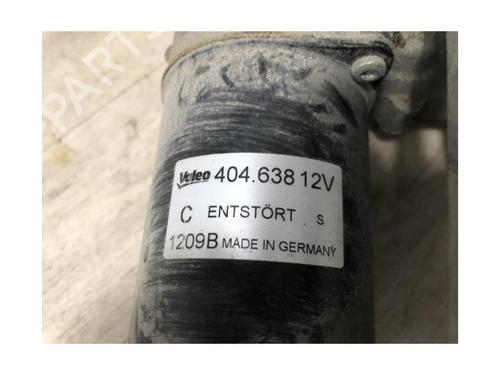 Valeo 404.638 12V
C ENTSTÖRT S
1209B MADE IN GERMANY